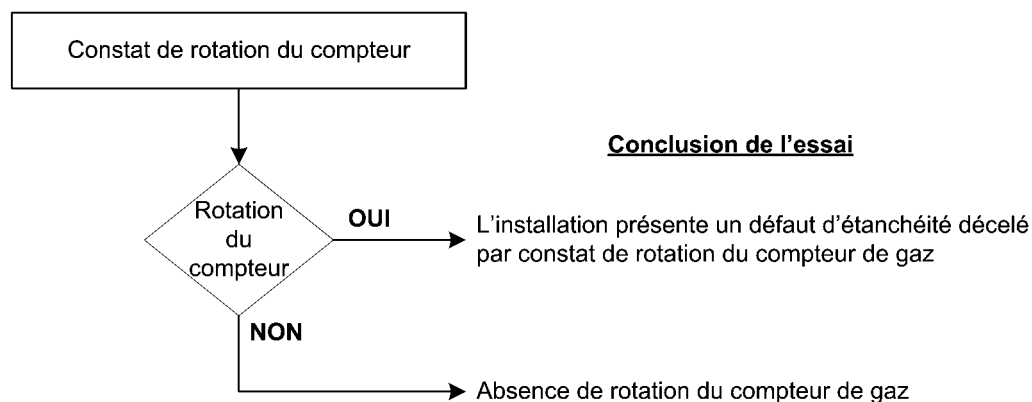 Constat de rotation du compteur
Conclusion de l’essai
Rotation
du
compteur
OUI
L’installation présente un défaut d’étanchéité décelé
par constat de rotation du compteur de gaz
NON
Absence de rotation du compteur de gaz